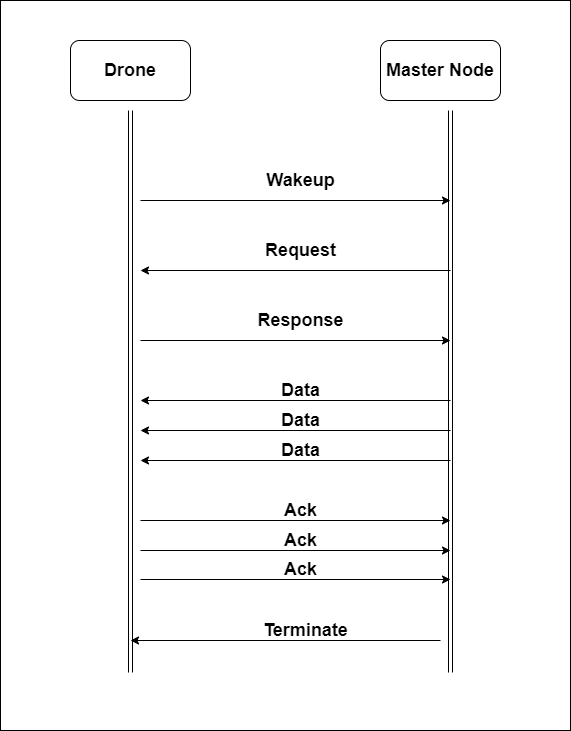 Drone
Master Node
Wakeup
Request
Response
Data
Data
Data
Ack
Ack
Ack
Terminate